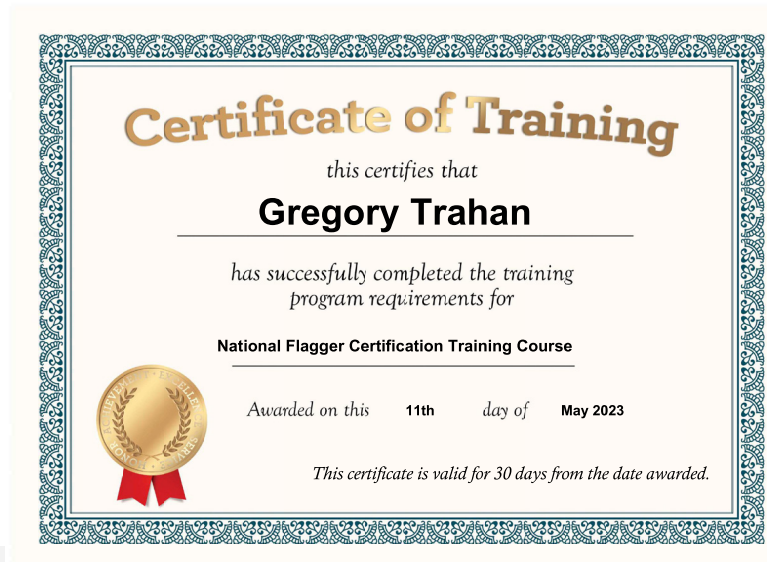 Certificate of Training
this certifies that
Gregory Trahan
has successfully completed the training
program requirements for
National Flagger Certification Training Course
Awarded on this 11th day of May 2023
This certificate is valid for 30 days from the date awarded.